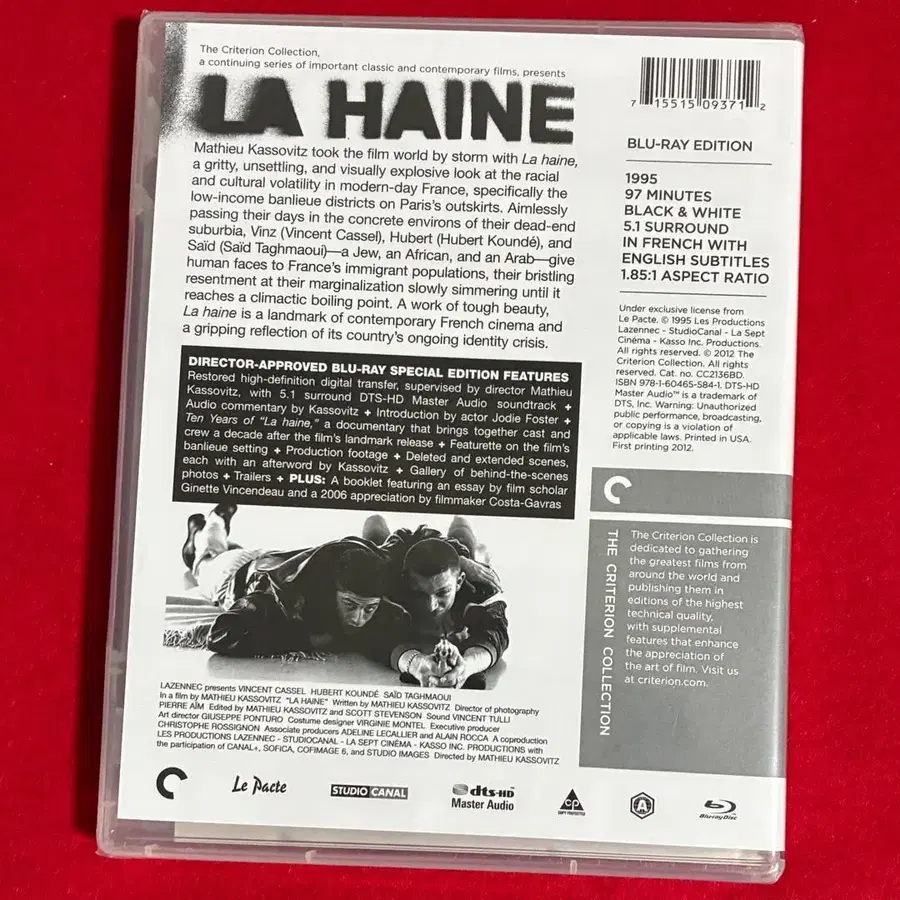 The Criterion Collection,
a continuing series of important classic and contemporary films, presents
LA HAINE
Mathieu Kassovitz took the film world by storm with La haine,
a gritty, unsettling, and visually explosive look at the racial
and cultural volatility in modern-day France, specifically the
low-income banlieue districts on Paris's outskirts. Aimlessly
passing their days in the concrete environs of their dead-end
suburbia, Vinz (Vincent Cassel), Hubert (Hubert Koundé), and
Saïd (Saïd Taghmaoui)—a Jew, an African, and an Arab—give
human faces to France's immigrant populations, their bristling
resentment at their marginalization slowly simmering until it
reaches a climactic boiling point. A work of tough beauty,
La haine is a landmark of contemporary French cinema and
a gripping reflection of its country's ongoing identity crisis.
DIRECTOR-APPROVED BLU-RAY SPECIAL EDITION FEATURES
Restored high-definition digital transfer, supervised by director Mathieu
Kassovitz, with 5.1 surround DTS-HD Master Audio soundtrack +
Audio commentary by Kassovitz + Introduction by actor Jodie Foster +
Ten Years of "La haine," a documentary that brings together cast and
crew a decade after the film's landmark release + Featurette on the film's
banlieue setting + Production footage + Deleted and extended scenes,
each with an afterword by Kassovitz + Gallery of behind-the-scenes
photos + Trailers + PLUS: A booklet featuring an essay by film scholar
Ginette Vincendeau and a 2006 appreciation by filmmaker Costa-Gavras
LAZENNEC presents VINCENT CASSEL HUBERT KOUNDÉ SAÏD TAGHMAOUI
In a film by MATHIEU KASSOVITZ "LA HAINE" Written by MATHIEU KASSOVITZ Director of photography
PIERRE AÏM Edited by MATHIEU KASSOVITZ and SCOTT STEVENSON Sound VINCENT TULLI
Art director GIUSEPPE PONTURO Costume designer VIRGINIE MONTEL Executive producer
CHRISTOPHE ROSSIGNON Associate producers ADELINE LECALLIER and ALAIN ROCCA A coproduction
LES PRODUCTIONS LAZENNEC - STUDIOCANAL - LA SEPT CINÉMA - KASSO INC. PRODUCTIONS with
the participation of CANAL+, SOFICA, COFIMAGE 6, and STUDIO IMAGES Directed by MATHIEU KASSOVITZ
7 15515 09371 2
BLU-RAY EDITION
1995
97 MINUTES
BLACK & WHITE
5.1 SURROUND
IN FRENCH WITH
ENGLISH SUBTITLES
1.85:1 ASPECT RATIO
Under exclusive license from
Le Pacte. © 1995 Les Productions
Lazennec - StudioCanal - La Sept
Cinéma - Kasso Inc. Productions.
All rights reserved. © 2012 The
Criterion Collection. All rights
reserved. Cat. no. CC2136BD.
ISBN 978-1-60465-584-1. DTS-HD
Master Audio™ is a trademark of
DTS, Inc. Warning: Unauthorized
public performance, broadcasting,
or copying is a violation of
applicable laws. Printed in USA.
First printing 2012.
THE CRITERION COLLECTION
The Criterion Collection is
dedicated to gathering
the greatest films from
around the world and
publishing them in
editions of the highest
technical quality,
with supplemental
features that enhance
the appreciation of
the art of film. Visit us
at criterion.com.
Le Pacte
STUDIO CANAL
dts-HD
Master Audio
CP
COPY PROTECTED
A
Blu-ray Disc